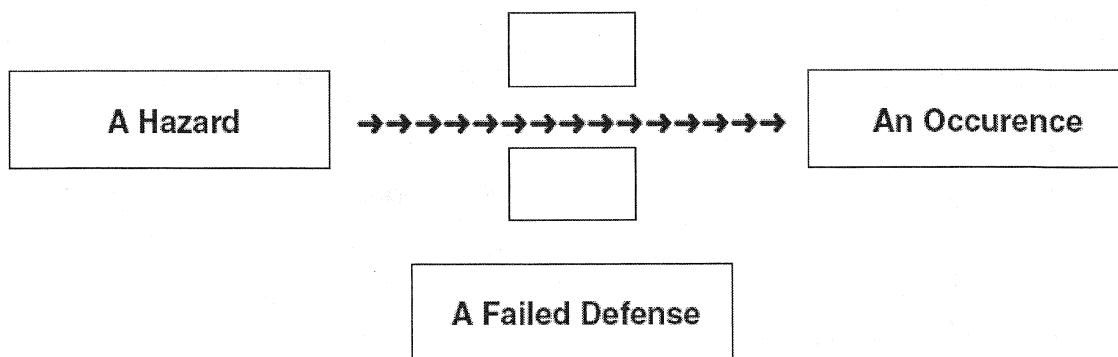 A Hazard
→→→→→→→→→→→→→→→
An Occurence
A Failed Defense